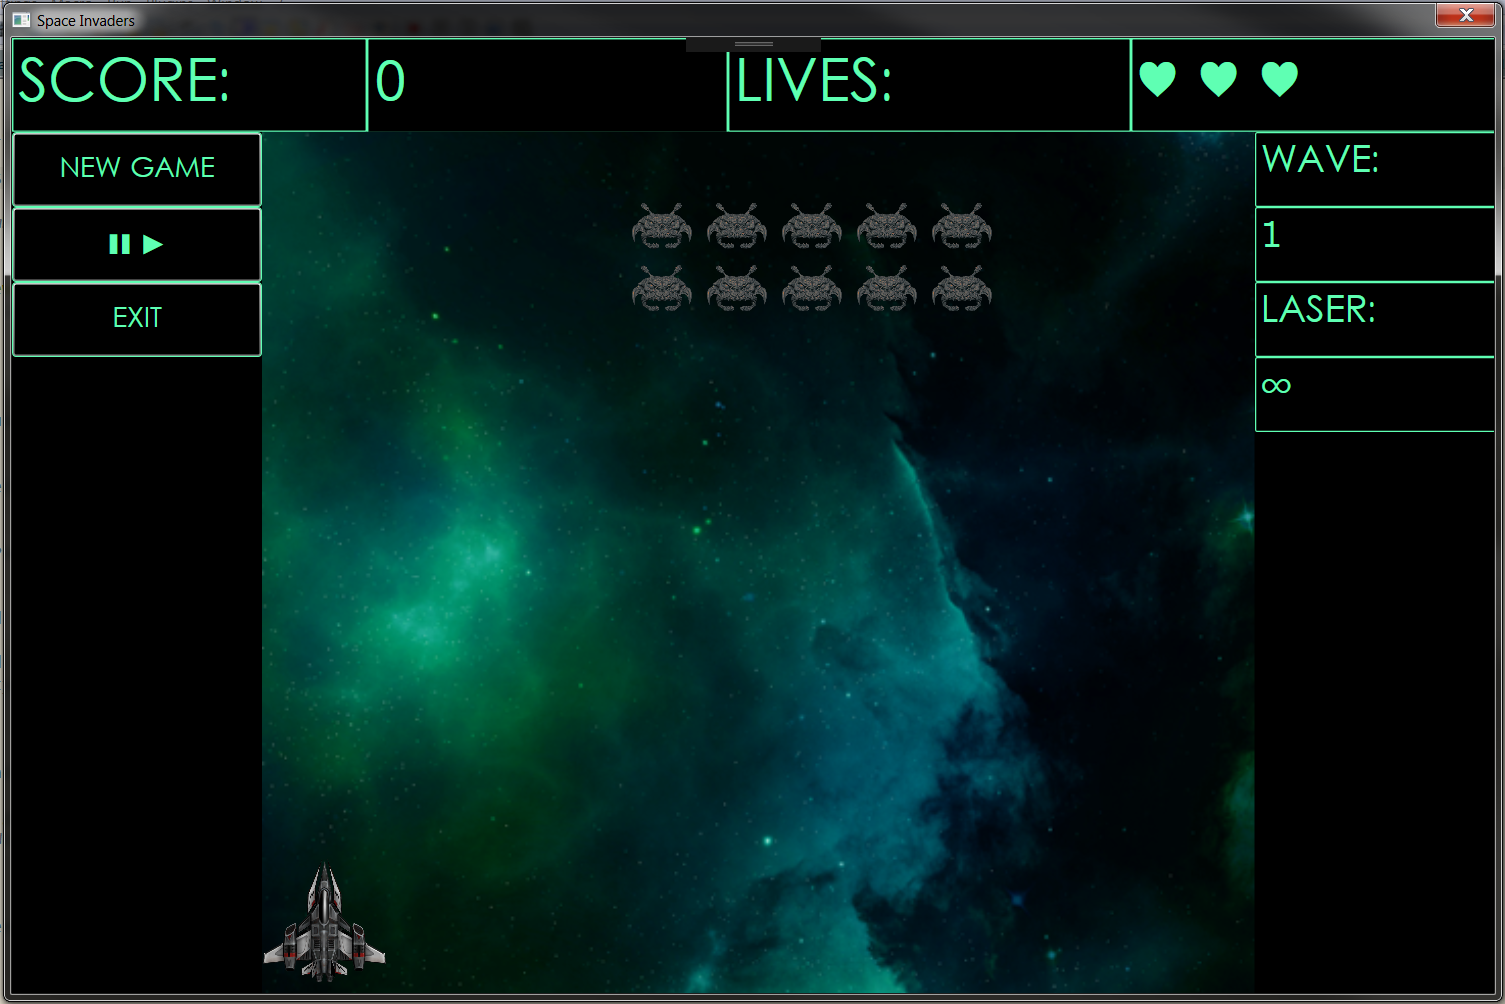 Space Invaders
SCORE:
0
LIVES:
NEW GAME
EXIT
WAVE:
1
LASER:
∞